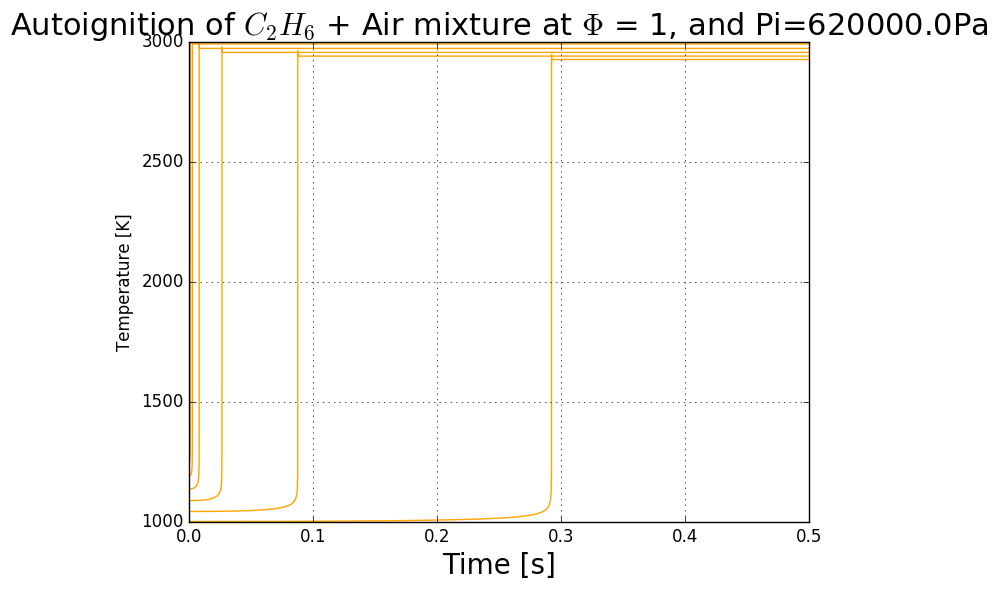 Autoignition of C₂H₆ + Air mixture at Φ = 1, and Pi=620000.0Pa
3000
2500
2000
1500
1000
Temperature [K]
0.0 0.1 0.2 0.3 0.4 0.5
Time [s]